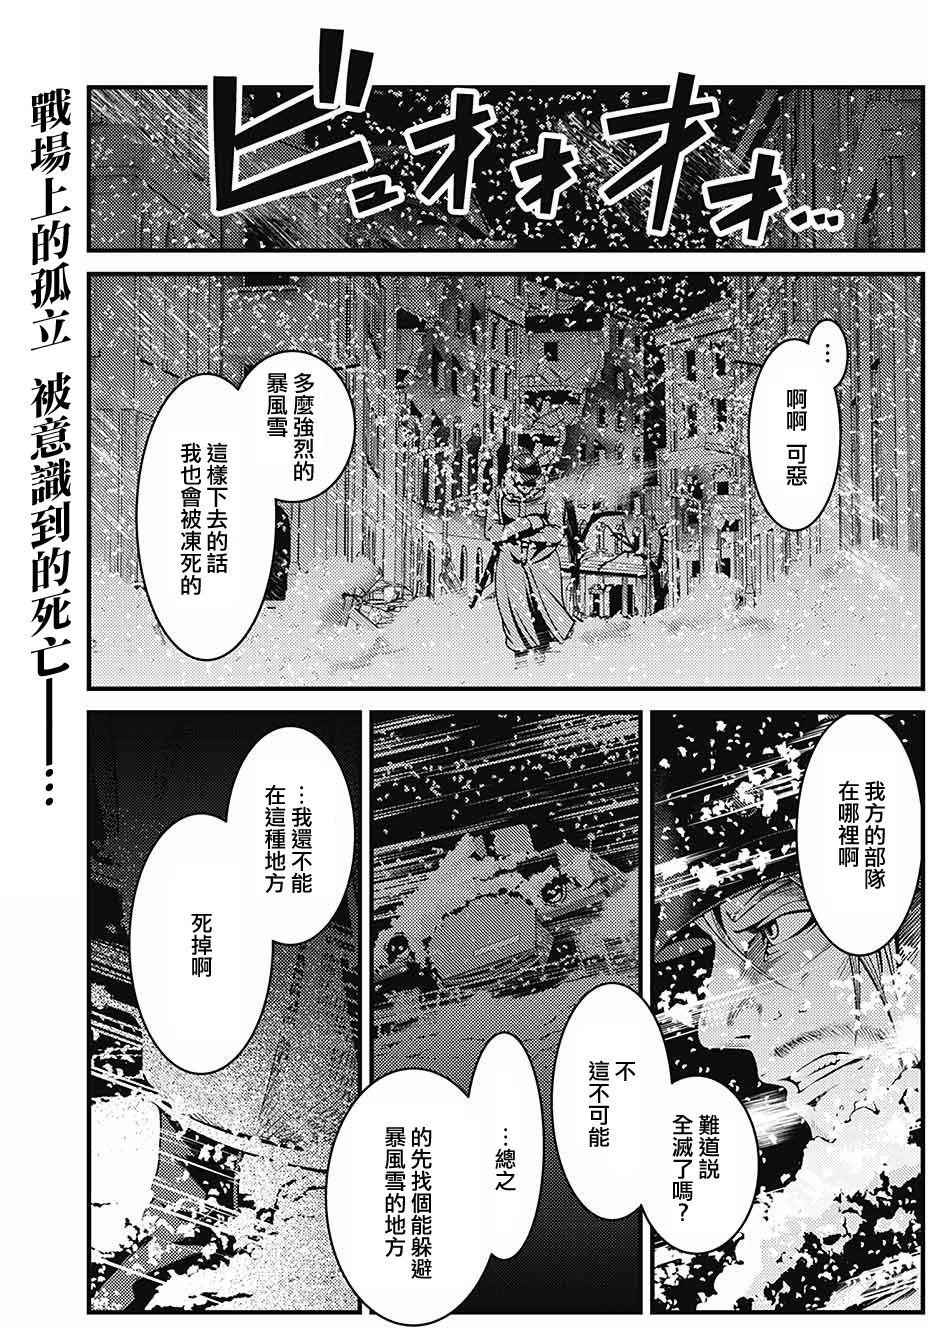 戰場上的孤立 被意識到的死亡——…
ビュオオオオ…
…
啊啊 可惡
多麼強烈的
暴風雪
這樣下去的話
我也會被凍死的
我方的部隊
在哪裡啊
難道說
全滅了嗎?
不
這不可能
…總之
的先找個能躲避
暴風雪的地方
…我還不能
在這種地方
死掉啊